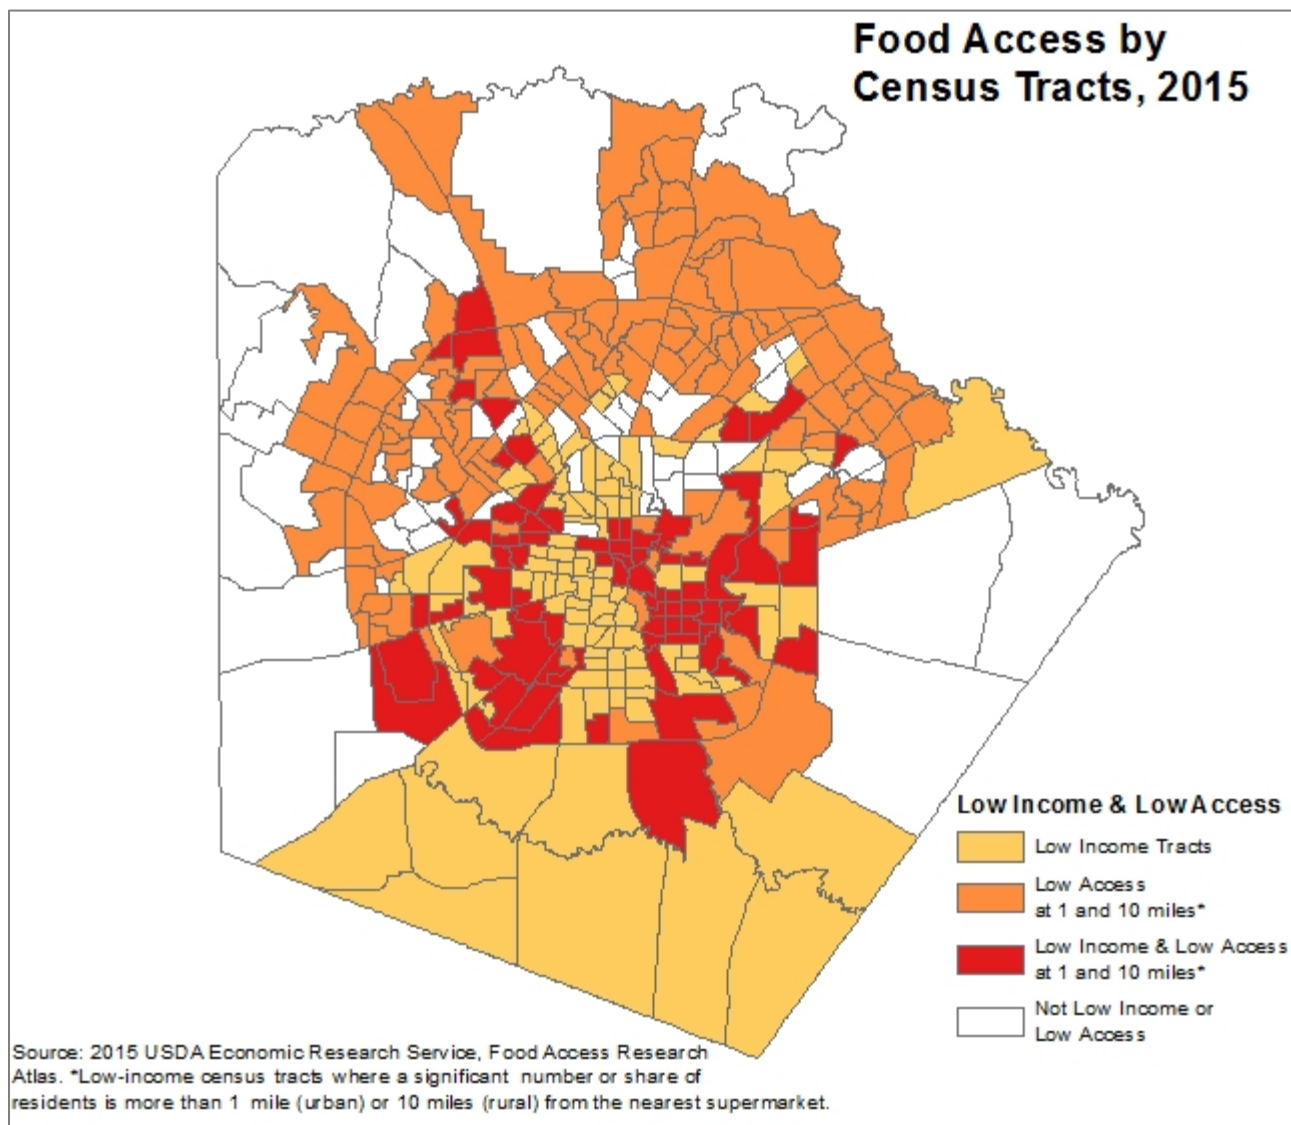 Food Access by
Census Tracts, 2015
Low Income & Low Access
Low Income Tracts
Low Access
at 1 and 10 miles*
Low Income & Low Access
at 1 and 10 miles*
Not Low Income or
Low Access
Source: 2015 USDA Economic Research Service, Food Access Research
Atlas. *Low-income census tracts where a significant number or share of
residents is more than 1 mile (urban) or 10 miles (rural) from the nearest supermarket.